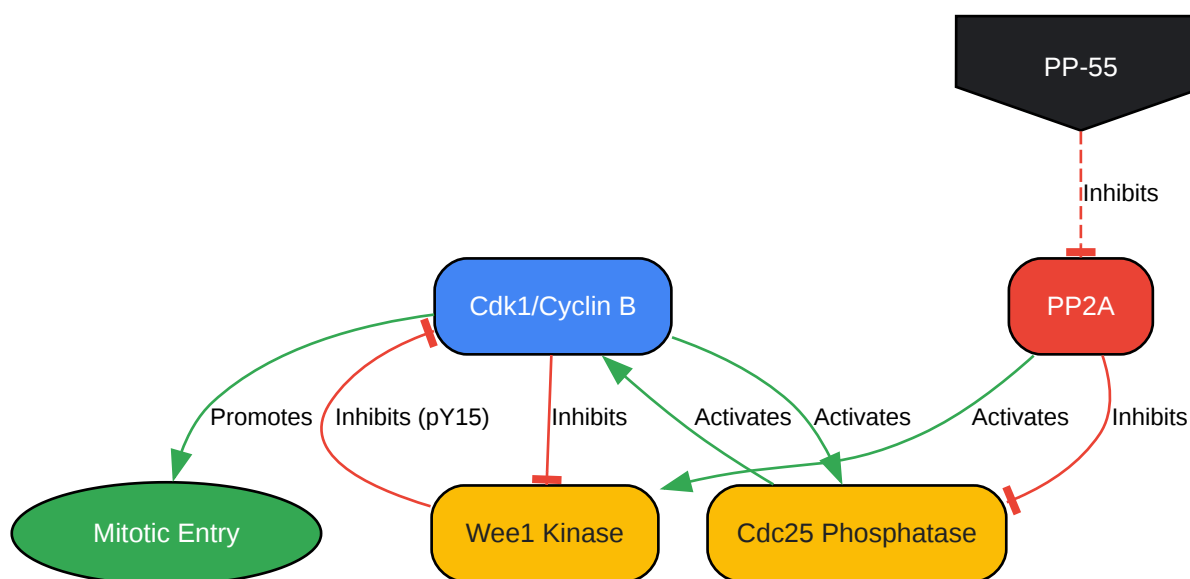 PP-55
Inhibits
Cdk1/Cyclin B
PP2A
Promotes
Inhibits (pY15)
Inhibits
Activates
Activates
Activates
Inhibits
Mitotic Entry
Wee1 Kinase
Cdc25 Phosphatase